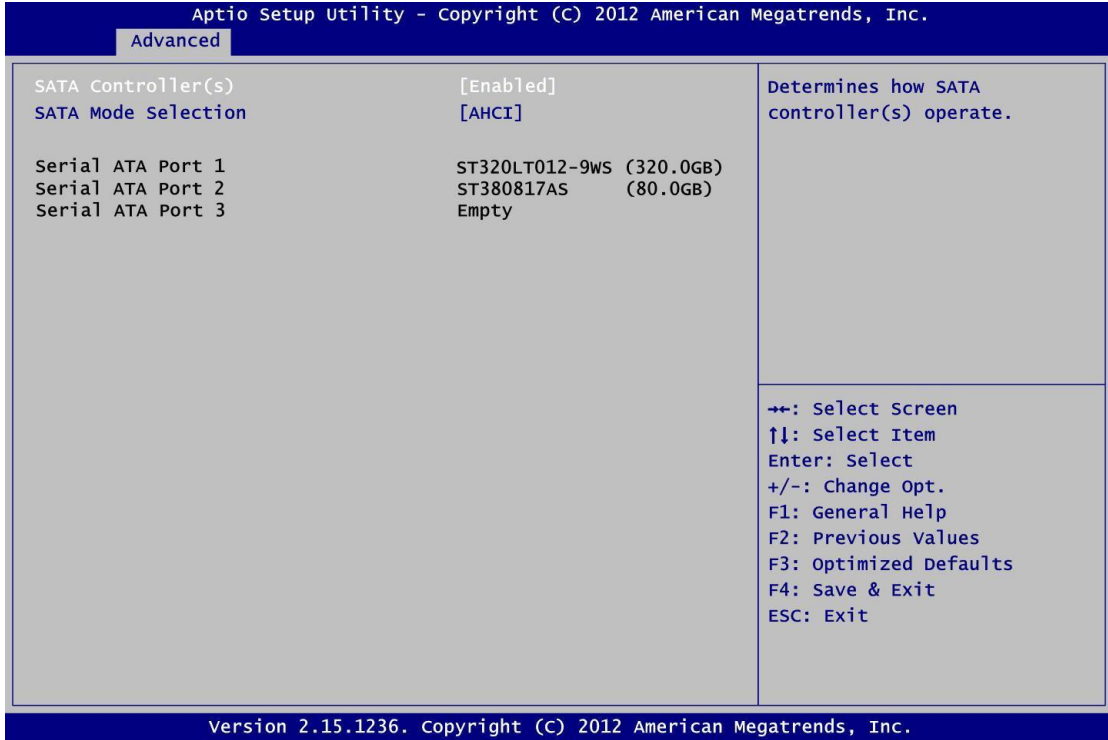 Aptio Setup Utility - Copyright (C) 2012 American Megatrends, Inc.
Advanced
SATA Controller(s) [Enabled]
SATA Mode Selection [AHCI]
Serial ATA Port 1 ST320LT012-9WS (320.0GB)
Serial ATA Port 2 ST380817AS (80.0GB)
Serial ATA Port 3 Empty
Determines how SATA
controller(s) operate.
→←: Select Screen
↑↓: Select Item
Enter: Select
+/-: Change Opt.
F1: General Help
F2: Previous Values
F3: Optimized Defaults
F4: Save & Exit
ESC: Exit
Version 2.15.1236. Copyright (C) 2012 American Megatrends, Inc.